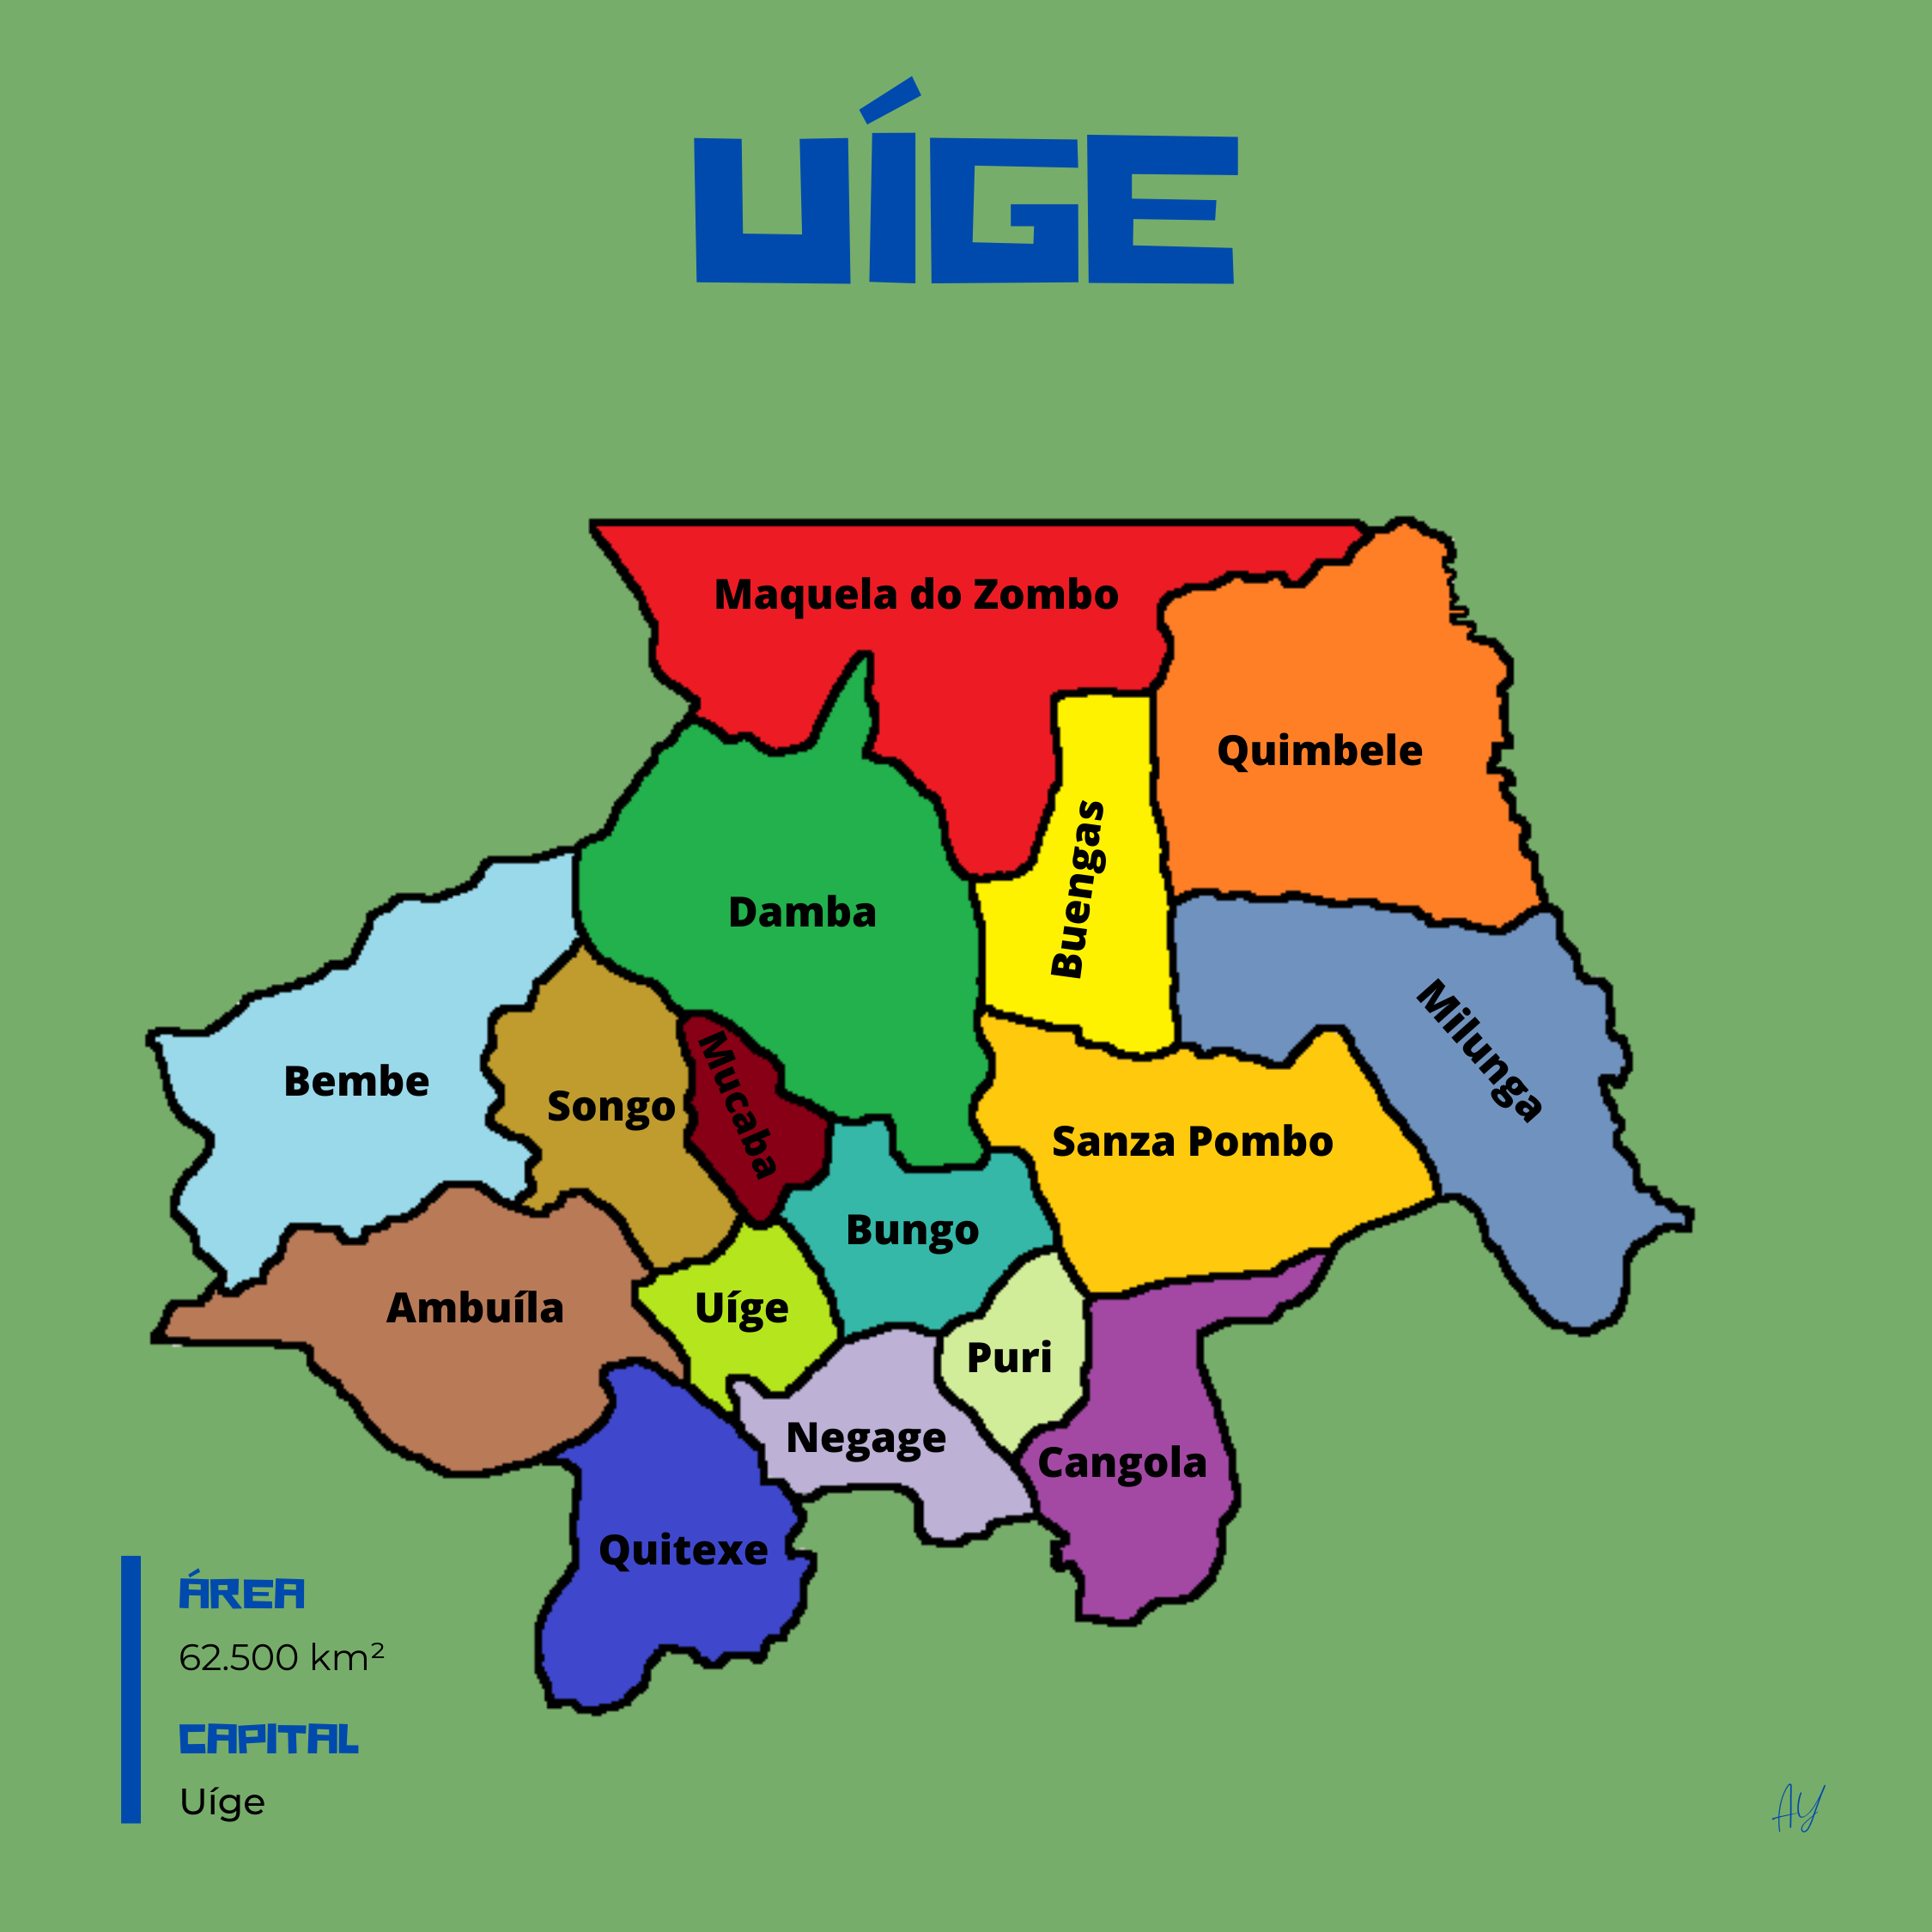 UÍGE
Maquela do Zombo
Quimbele
Buengas
Damba
Milunga
Mucaba
Bembe
Songo
Sanza Pombo
Bungo
Ambuíla
Uíge
Puri
Negage
Cangola
Quitexe
ÁREA
62.500 km²
CAPITAL
Uíge
AY